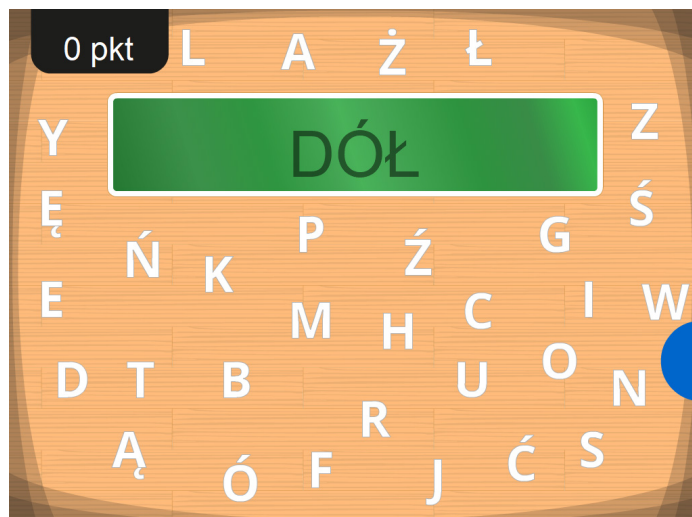 0 pkt
L A Ż Ł
Y Z
DÓŁ
Ę Ś
P G
Ń K Ź
E I W
M H C
D T B U O N
R
Ą Ó F J Ć S